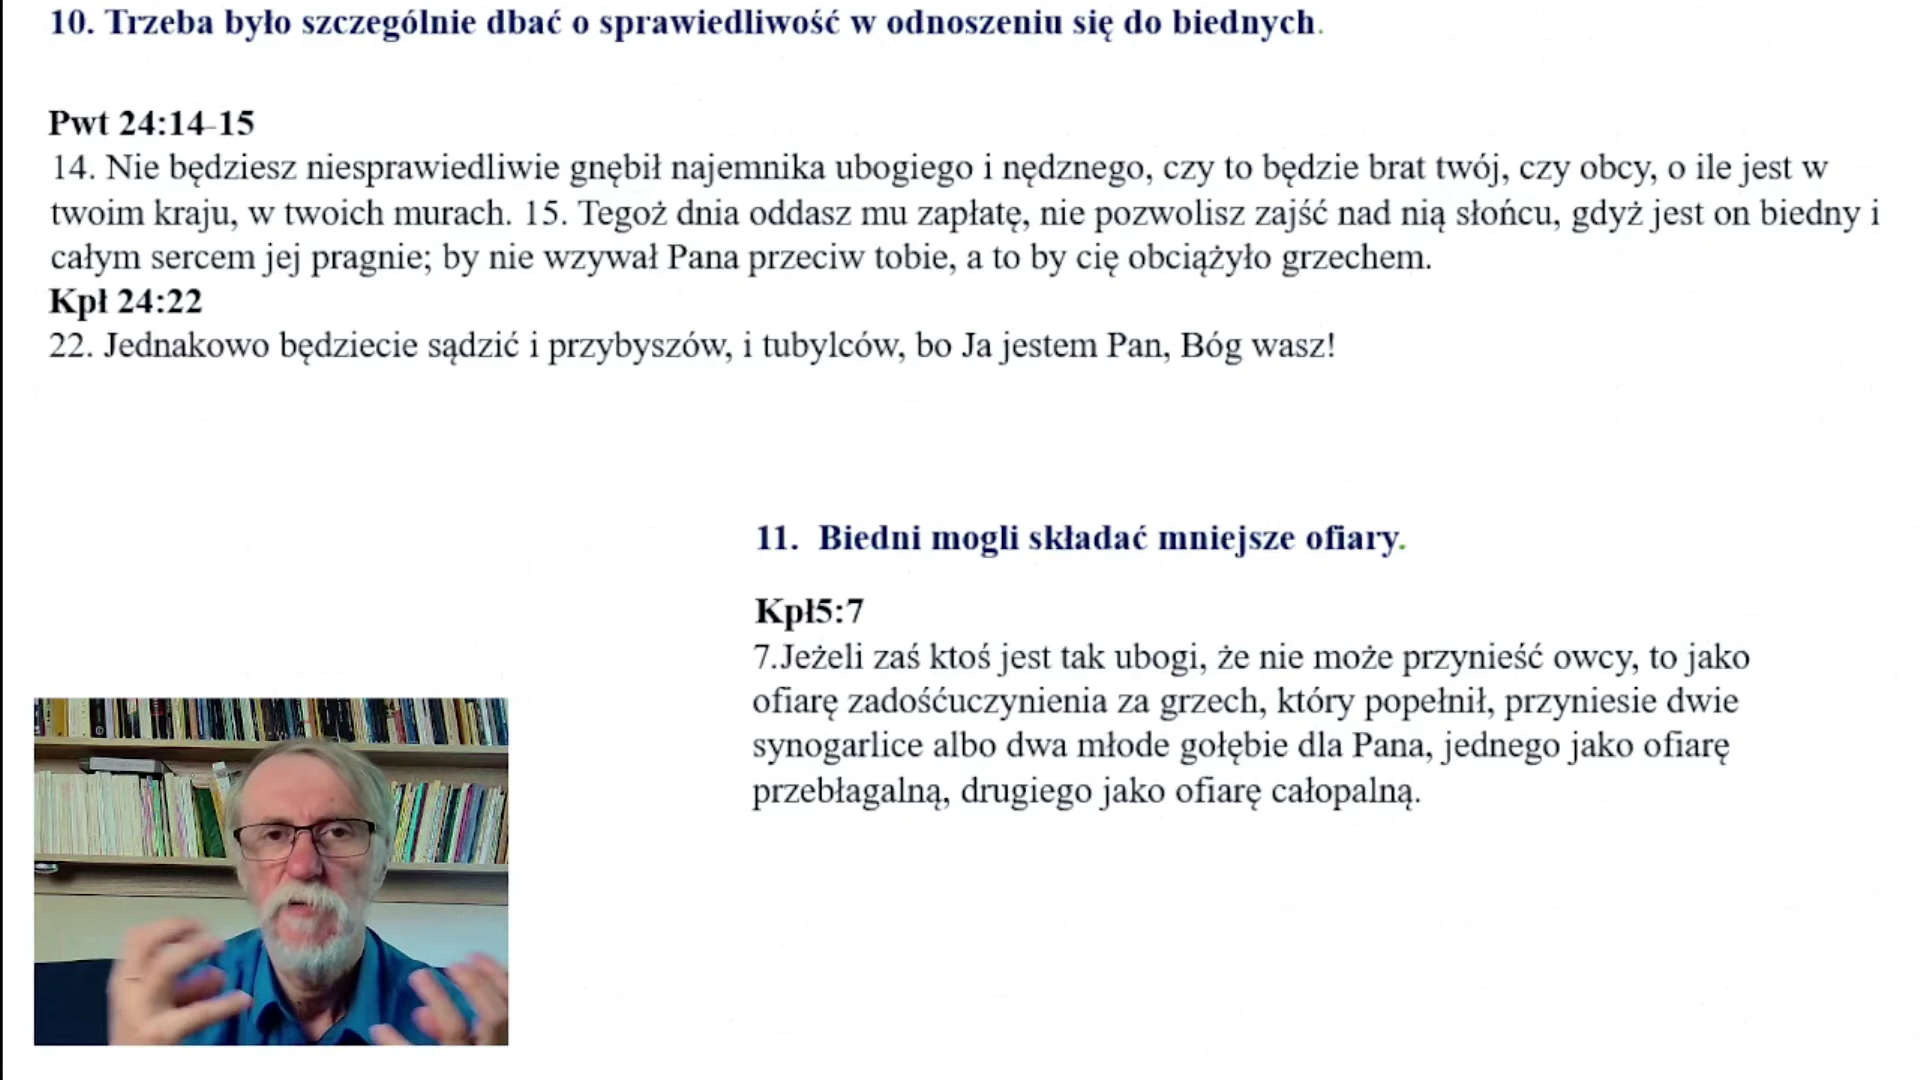 10. Trzeba było szczególnie dbać o sprawiedliwość w odnoszeniu się do biednych.
Pwt 24:14-15
14. Nie będziesz niesprawiedliwie gnębił najemnika ubogiego i nędznego, czy to będzie brat twój, czy obcy, o ile jest w
twoim kraju, w twoich murach. 15. Tegoż dnia oddasz mu zapłatę, nie pozwolisz zajść nad nią słońcu, gdyż jest on biedny i
całym sercem jej pragnie; by nie wzywał Pana przeciw tobie, a to by cię obciążyło grzechem.
Kpł 24:22
22. Jednakowo będziecie sądzić i przybyszów, i tubylców, bo Ja jestem Pan, Bóg wasz!
11. Biedni mogli składać mniejsze ofiary.
Kpł5:7
7.Jeżeli zaś ktoś jest tak ubogi, że nie może przynieść owcy, to jako
ofiarę zadośćuczynienia za grzech, który popełnił, przyniesie dwie
synogarlice albo dwa młode gołębie dla Pana, jednego jako ofiarę
przebłagalną, drugiego jako ofiarę całopalną.